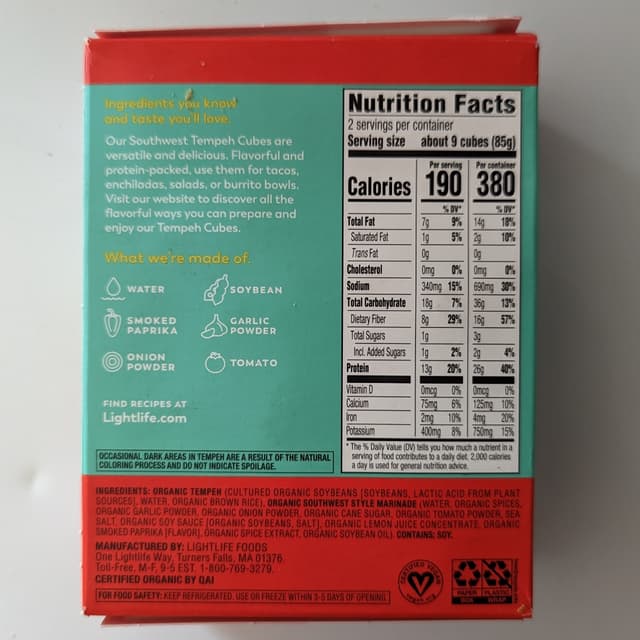 Ingredients you know
and taste you'll love.
Our Southwest Tempeh Cubes are
versatile and delicious. Flavorful and
protein-packed, use them for tacos,
enchiladas, salads, or burrito bowls.
Visit our website to discover all the
flavorful ways you can prepare and
enjoy our Tempeh Cubes.
What we're made of.
WATER
SOYBEAN
SMOKED
PAPRIKA
GARLIC
POWDER
ONION
POWDER
TOMATO
FIND RECIPES AT
Lightlife.com
OCCASIONAL DARK AREAS IN TEMPEH ARE A RESULT OF THE NATURAL
COLORING PROCESS AND DO NOT INDICATE SPOILAGE.
Nutrition Facts
2 servings per container
Serving size about 9 cubes (85g)
Per serving Per container
Calories 190 380
% DV* % DV*
Total Fat 7g 9% 14g 18%
Saturated Fat 1g 5% 2g 10%
Trans Fat 0g 0g
Cholesterol 0mg 0% 0mg 0%
Sodium 340mg 15% 690mg 30%
Total Carbohydrate 18g 7% 36g 13%
Dietary Fiber 8g 29% 16g 57%
Total Sugars 1g 3g
Incl. Added Sugars 1g 2% 2g 4%
Protein 13g 20% 26g 40%
Vitamin D 0mcg 0% 0mcg 0%
Calcium 75mg 6% 125mg 10%
Iron 2mg 10% 4mg 20%
Potassium 400mg 8% 750mg 15%
* The % Daily Value (DV) tells you how much a nutrient in a
serving of food contributes to a daily diet. 2,000 calories
a day is used for general nutrition advice.
INGREDIENTS: ORGANIC TEMPEH (CULTURED ORGANIC SOYBEANS [SOYBEANS, LACTIC ACID FROM PLANT
SOURCES], WATER, ORGANIC BROWN RICE), ORGANIC SOUTHWEST STYLE MARINADE (WATER, ORGANIC SPICES,
ORGANIC GARLIC POWDER, ORGANIC ONION POWDER, ORGANIC CANE SUGAR, ORGANIC TOMATO POWDER, SEA
SALT, ORGANIC SOY SAUCE [ORGANIC SOYBEANS, SALT], ORGANIC LEMON JUICE CONCENTRATE, ORGANIC
SMOKED PAPRIKA [FLAVOR], ORGANIC SPICE EXTRACT, ORGANIC SOYBEAN OIL). CONTAINS: SOY.
MANUFACTURED BY: LIGHTLIFE FOODS
One Lightlife Way, Turners Falls, MA 01376.
Toll-Free, M-F, 9-5 EST. 1-800-769-3279.
CERTIFIED ORGANIC BY QAI
FOR FOOD SAFETY: KEEP REFRIGERATED. USE OR FREEZE WITHIN 3-5 DAYS OF OPENING.
CERTIFIED VEGAN
VEGAN.ORG
PAPER PLASTIC
BOX WRAP